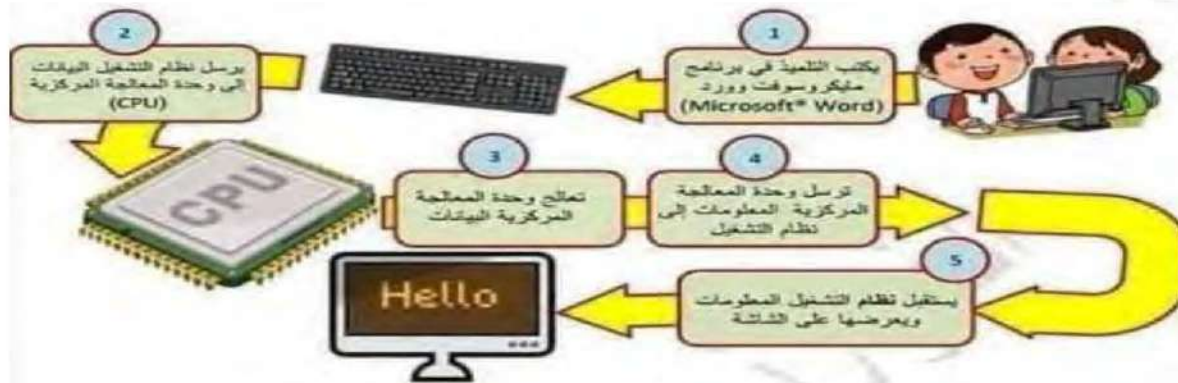 1
يكتب التلميذ في برنامج
مايكروسوفت وورد
(Microsoft® Word)
2
يرسل نظام التشغيل البيانات
إلى وحدة المعالجة المركزية
(CPU)
CPU
3
تعالج وحدة المعالجة
المركزية البيانات
4
ترسل وحدة المعالجة
المركزية المعلومات إلى
نظام التشغيل
5
يستقبل نظام التشغيل المعلومات
ويعرضها على الشاشة
Hello